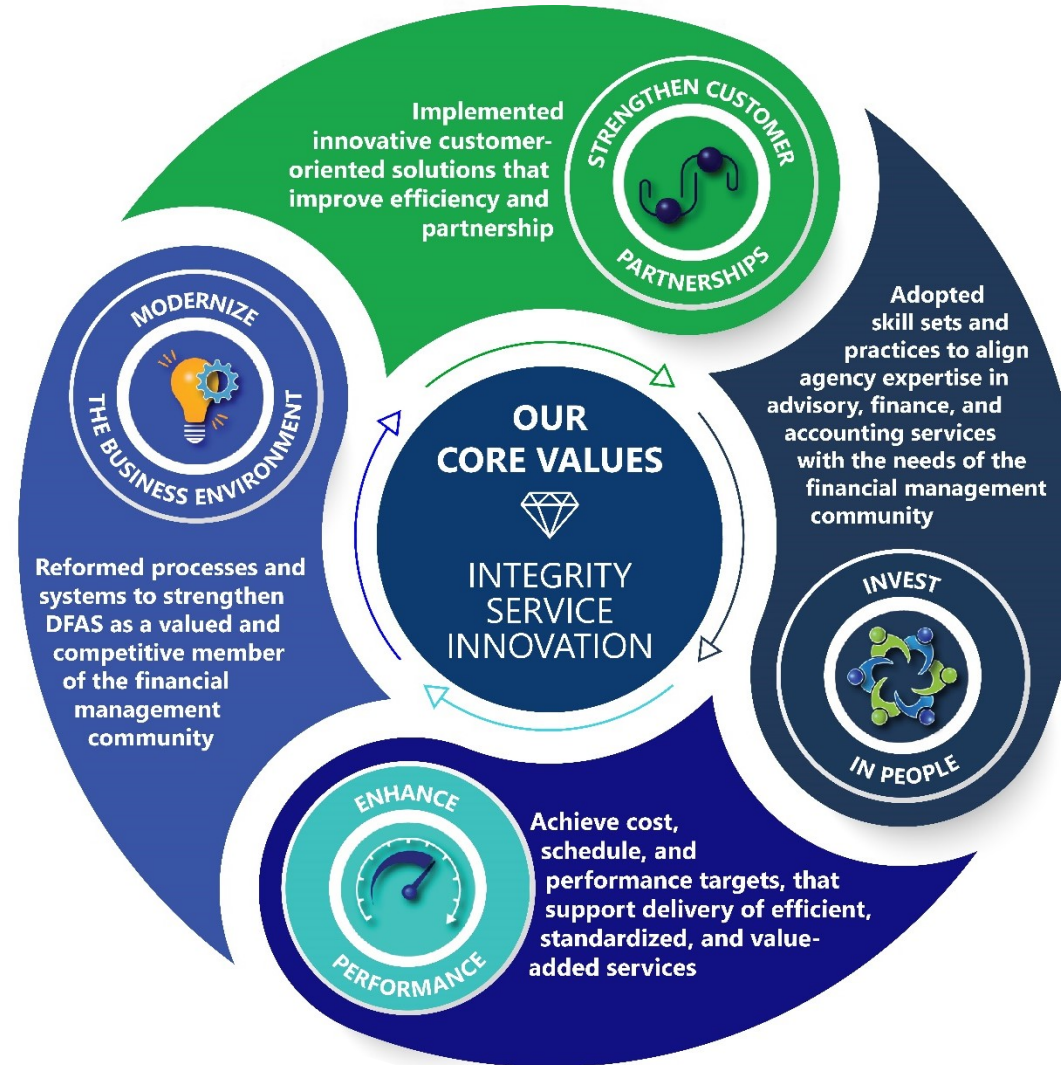 STRENGTHEN CUSTOMER
PARTNERSHIPS
Implemented
innovative customer-
oriented solutions that
improve efficiency and
partnership
INVEST
IN PEOPLE
Adopted
skill sets and
practices to align
agency expertise in
advisory, finance, and
accounting services
with the needs of the
financial management
community
ENHANCE
PERFORMANCE
Achieve cost,
schedule, and
performance targets, that
support delivery of efficient,
standardized, and value-
added services
MODERNIZE
THE BUSINESS ENVIRONMENT
Reformed processes and
systems to strengthen
DFAS as a valued and
competitive member
of the financial
management
community
OUR
CORE VALUES
INTEGRITY
SERVICE
INNOVATION